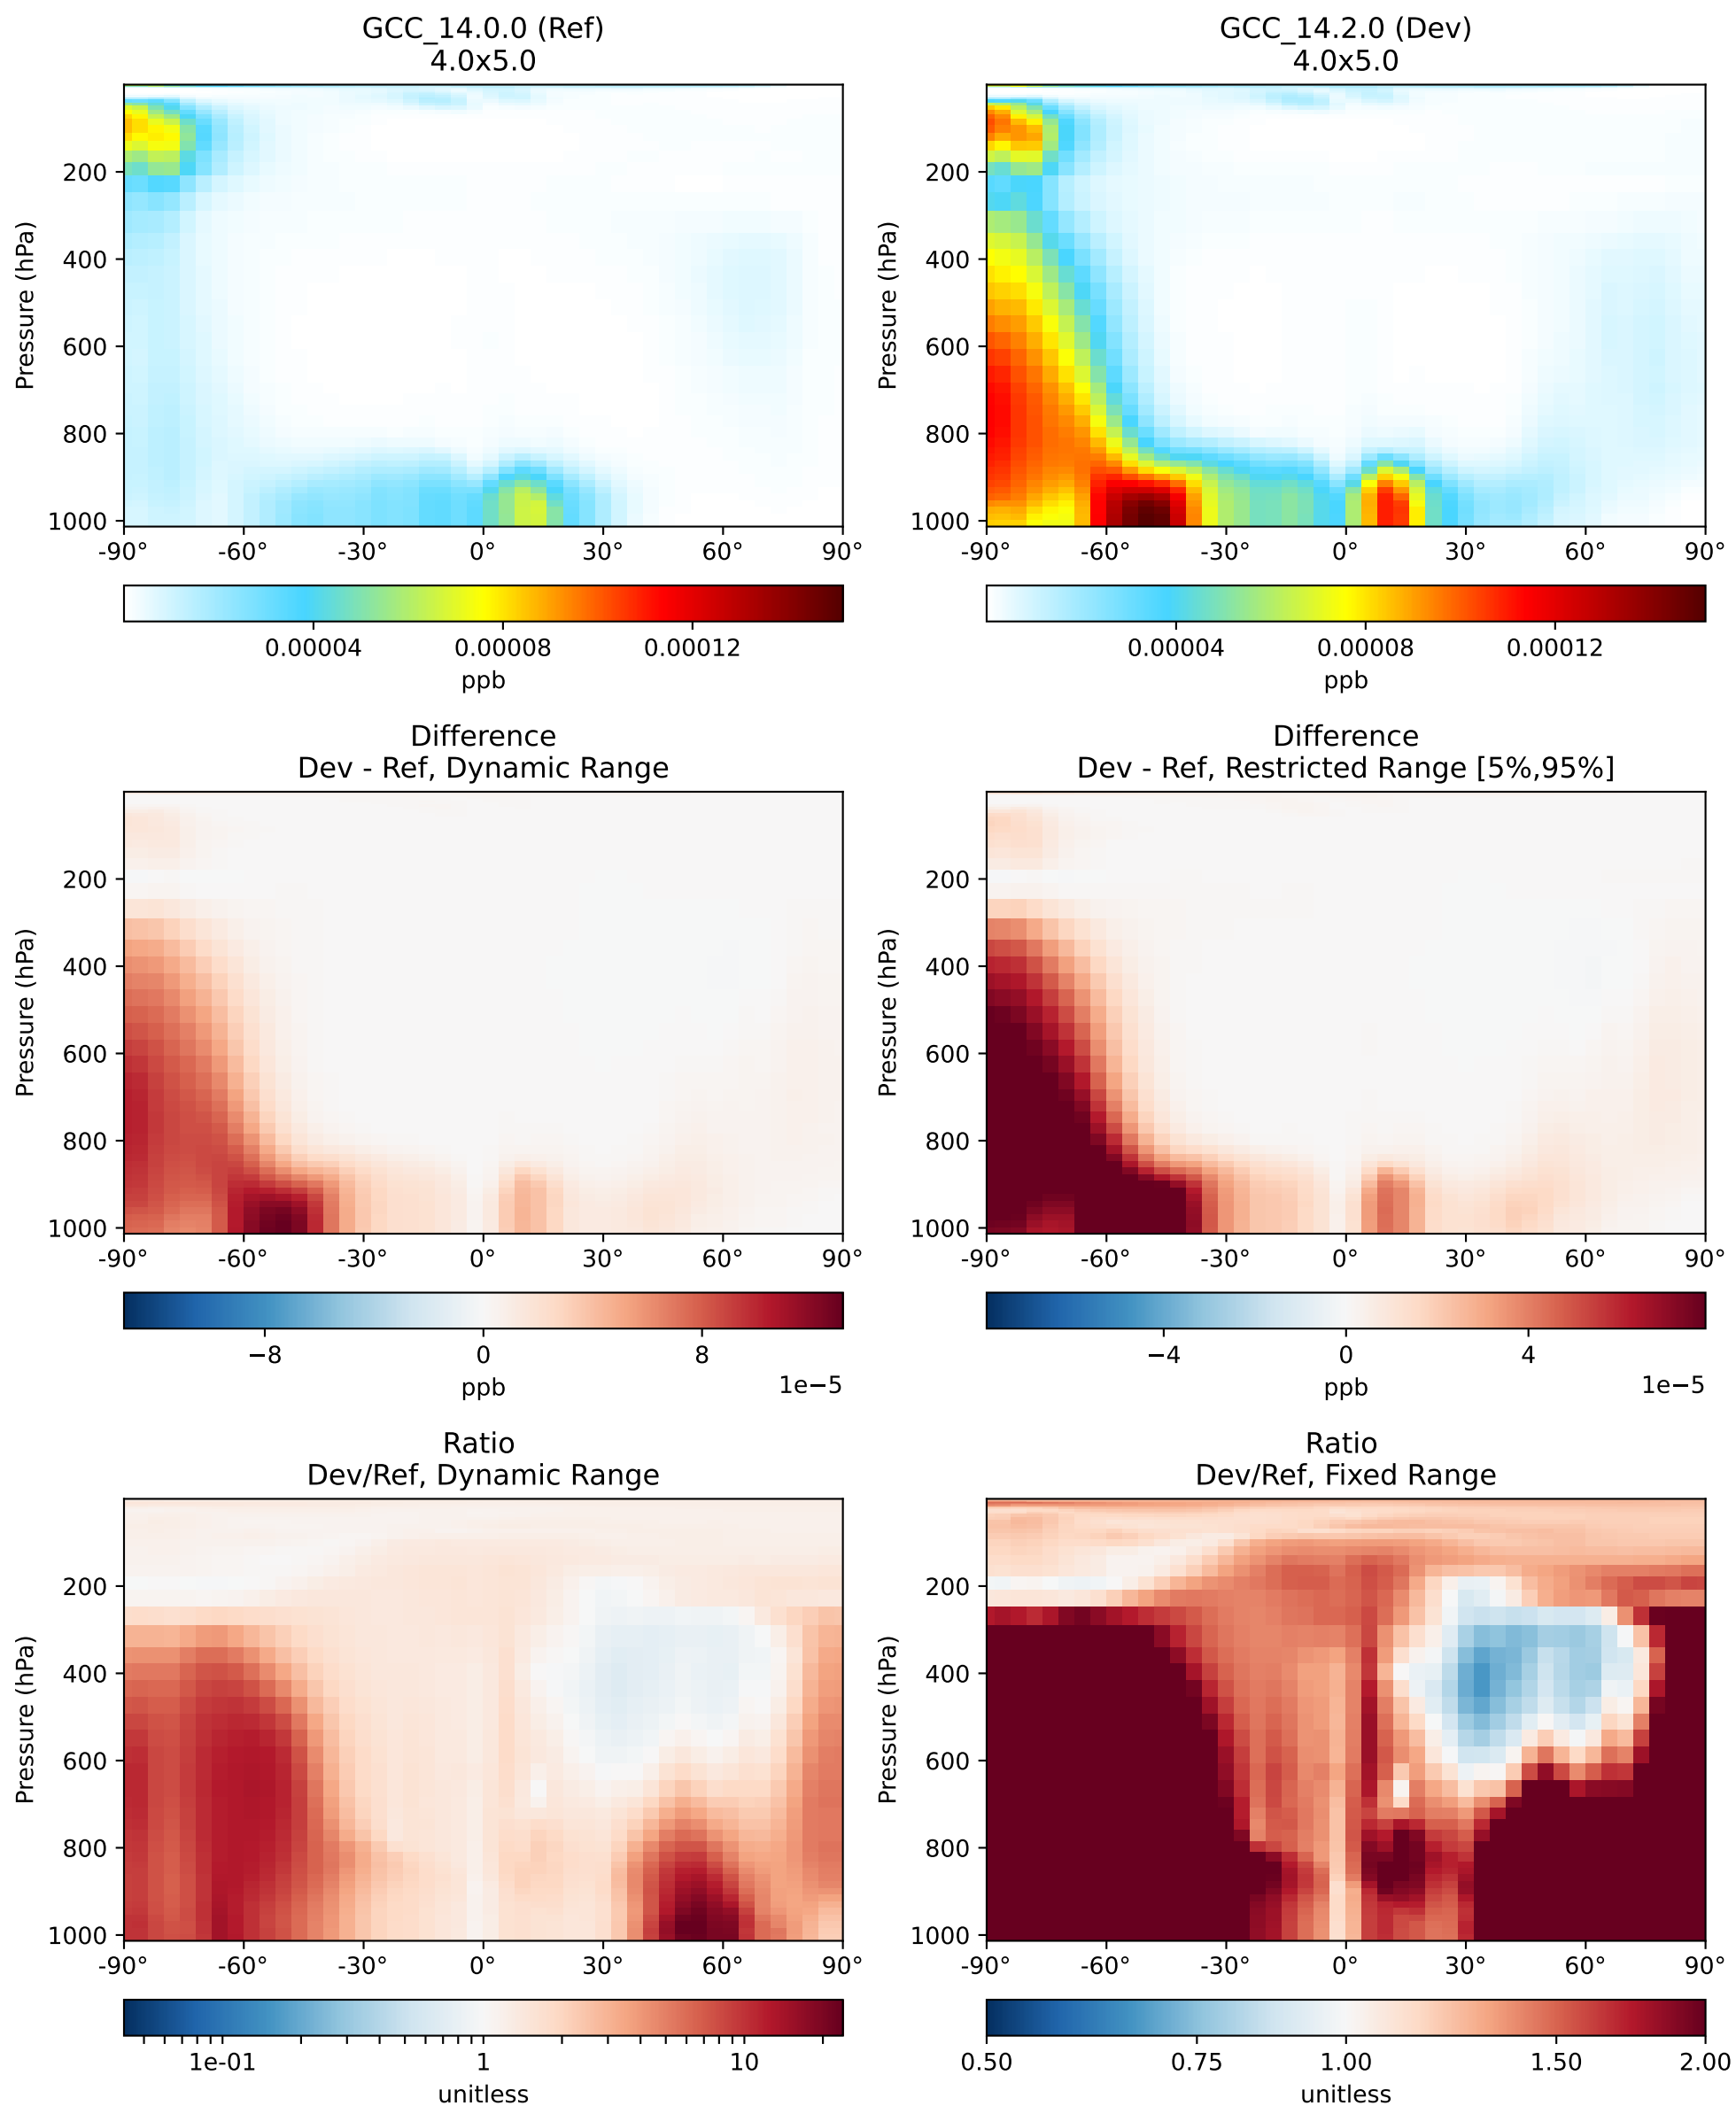 GCC_14.0.0 (Ref)
4.0x5.0
Pressure (hPa)
200
400
600
800
1000
-90° -60° -30° 0° 30° 60° 90°
0.00004 0.00008 0.00012
ppb
GCC_14.2.0 (Dev)
4.0x5.0
Pressure (hPa)
200
400
600
800
1000
-90° -60° -30° 0° 30° 60° 90°
0.00004 0.00008 0.00012
ppb
Difference
Dev - Ref, Dynamic Range
Pressure (hPa)
200
400
600
800
1000
-90° -60° -30° 0° 30° 60° 90°
−8 0 8
ppb 1e−5
Difference
Dev - Ref, Restricted Range [5%,95%]
Pressure (hPa)
200
400
600
800
1000
-90° -60° -30° 0° 30° 60° 90°
−4 0 4
ppb 1e−5
Ratio
Dev/Ref, Dynamic Range
Pressure (hPa)
200
400
600
800
1000
-90° -60° -30° 0° 30° 60° 90°
1e-01 1 10
unitless
Ratio
Dev/Ref, Fixed Range
Pressure (hPa)
200
400
600
800
1000
-90° -60° -30° 0° 30° 60° 90°
0.50 0.75 1.00 1.50 2.00
unitless